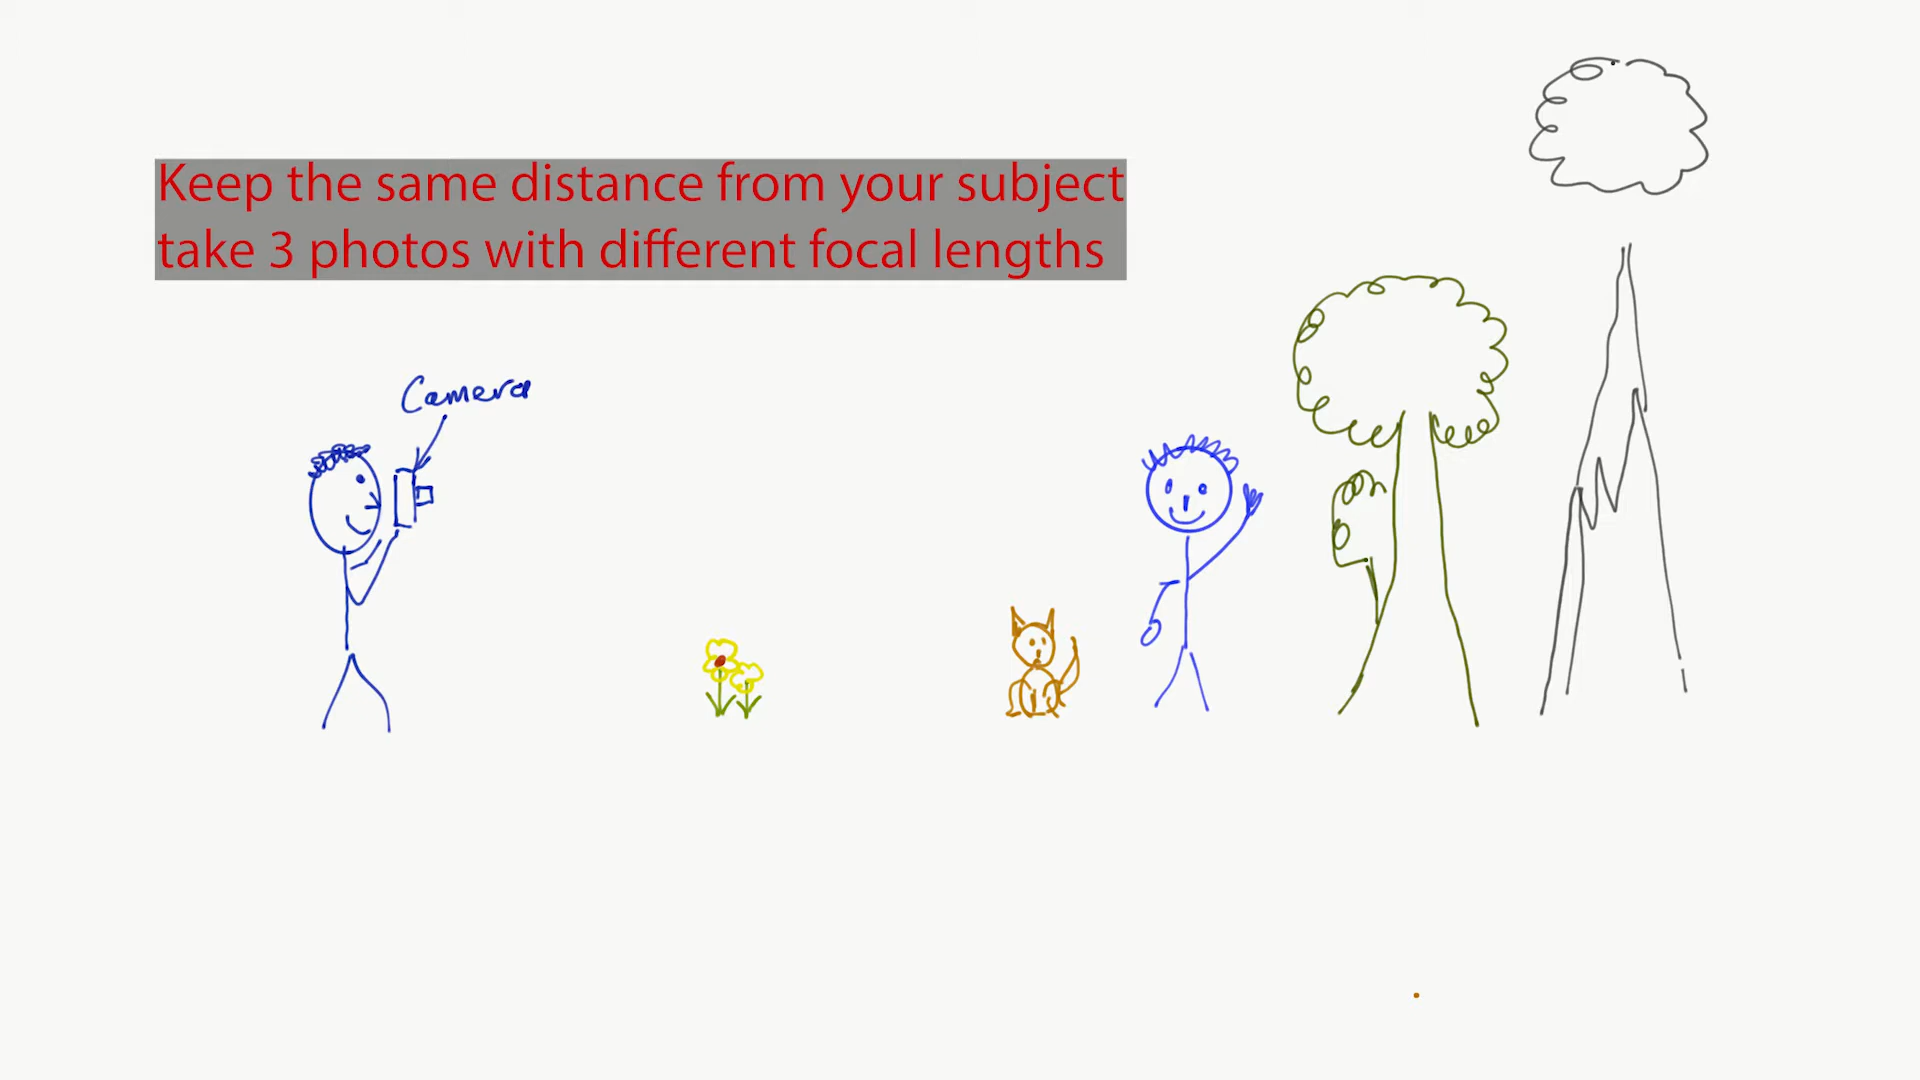 Keep the same distance from your subject
take 3 photos with different focal lengths
Camera